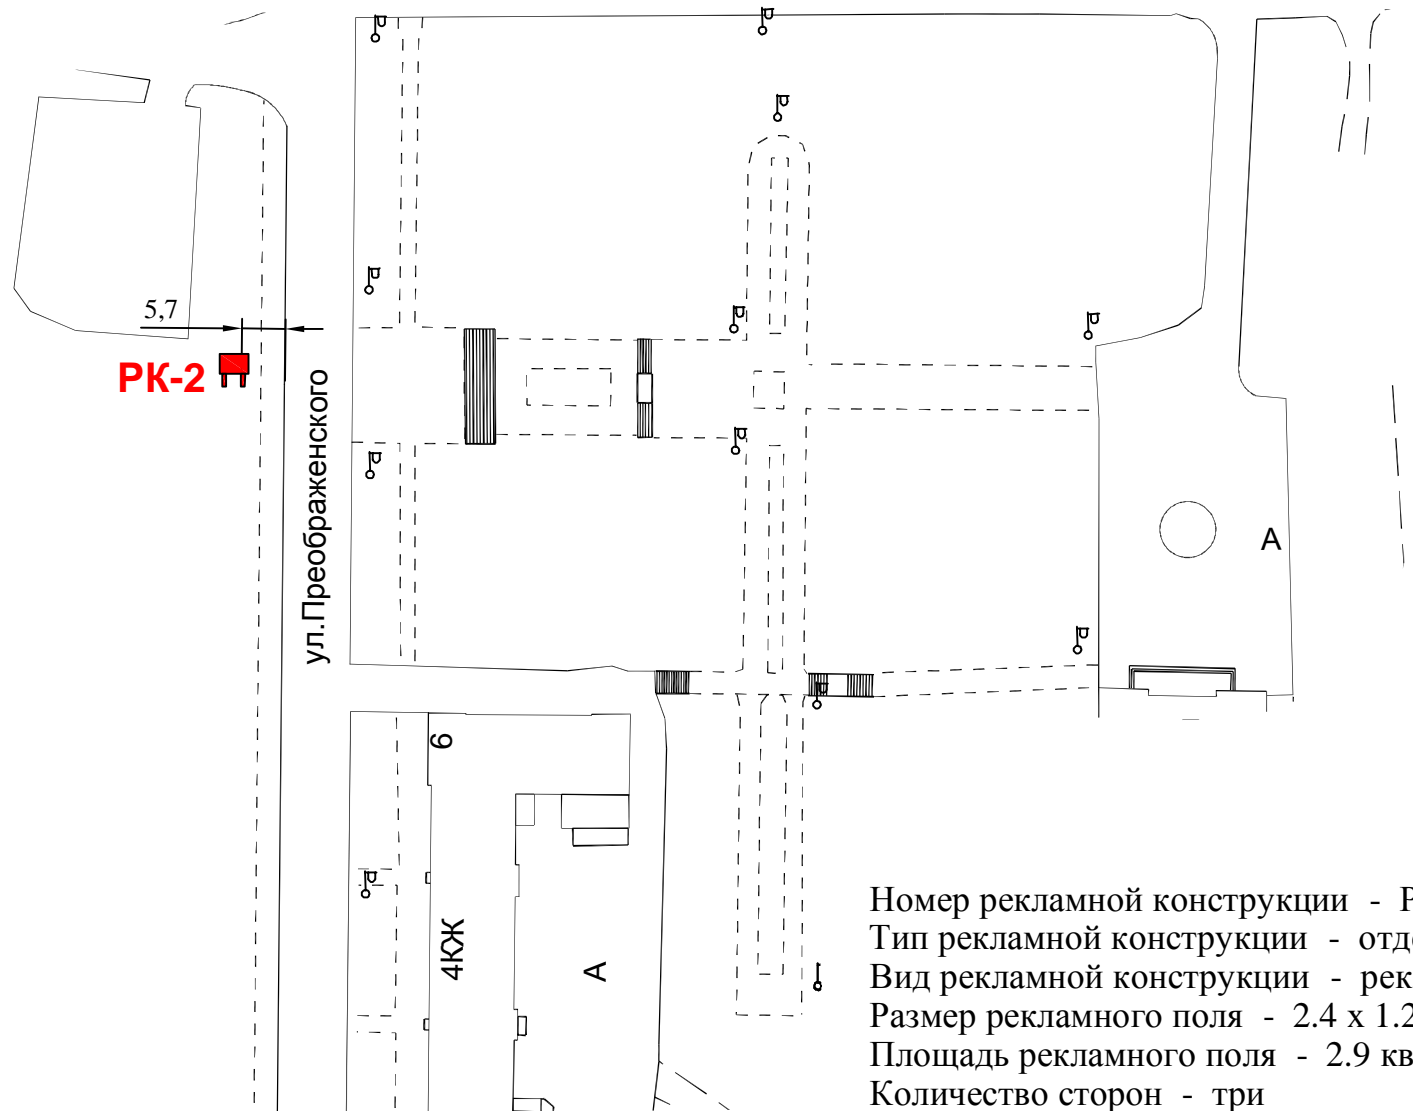 5,7
РК-2
ул.Преображенского
А
6
4КЖ
А
Номер рекламной конструкции -
Тип рекламной конструкции -
Вид рекламной конструкции -
Размер рекламного поля - 2.4 х 1.2
Площадь рекламного поля - 2.9 кв
Количество сторон - три